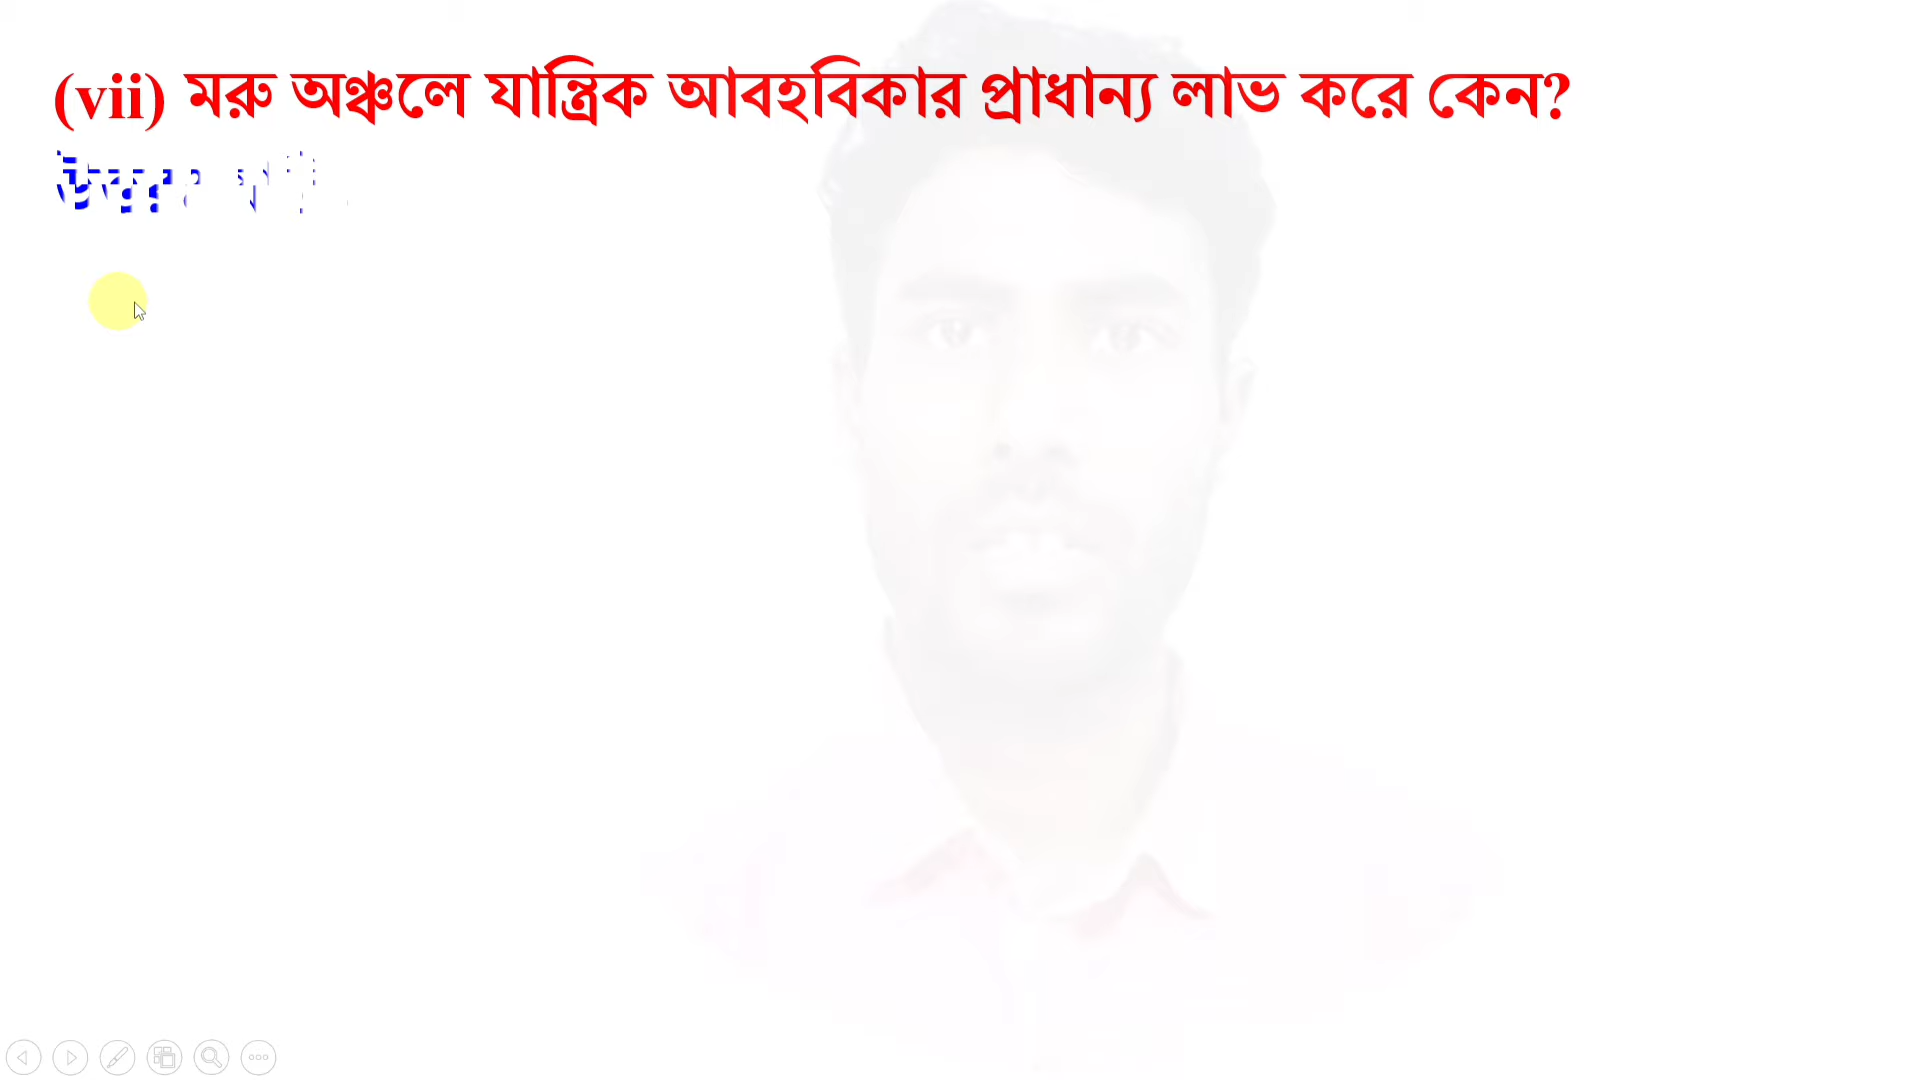 (vii) মরু অঞ্চলে যান্ত্রিক আবহবিকার প্রাধান্য লাভ করে কেন?